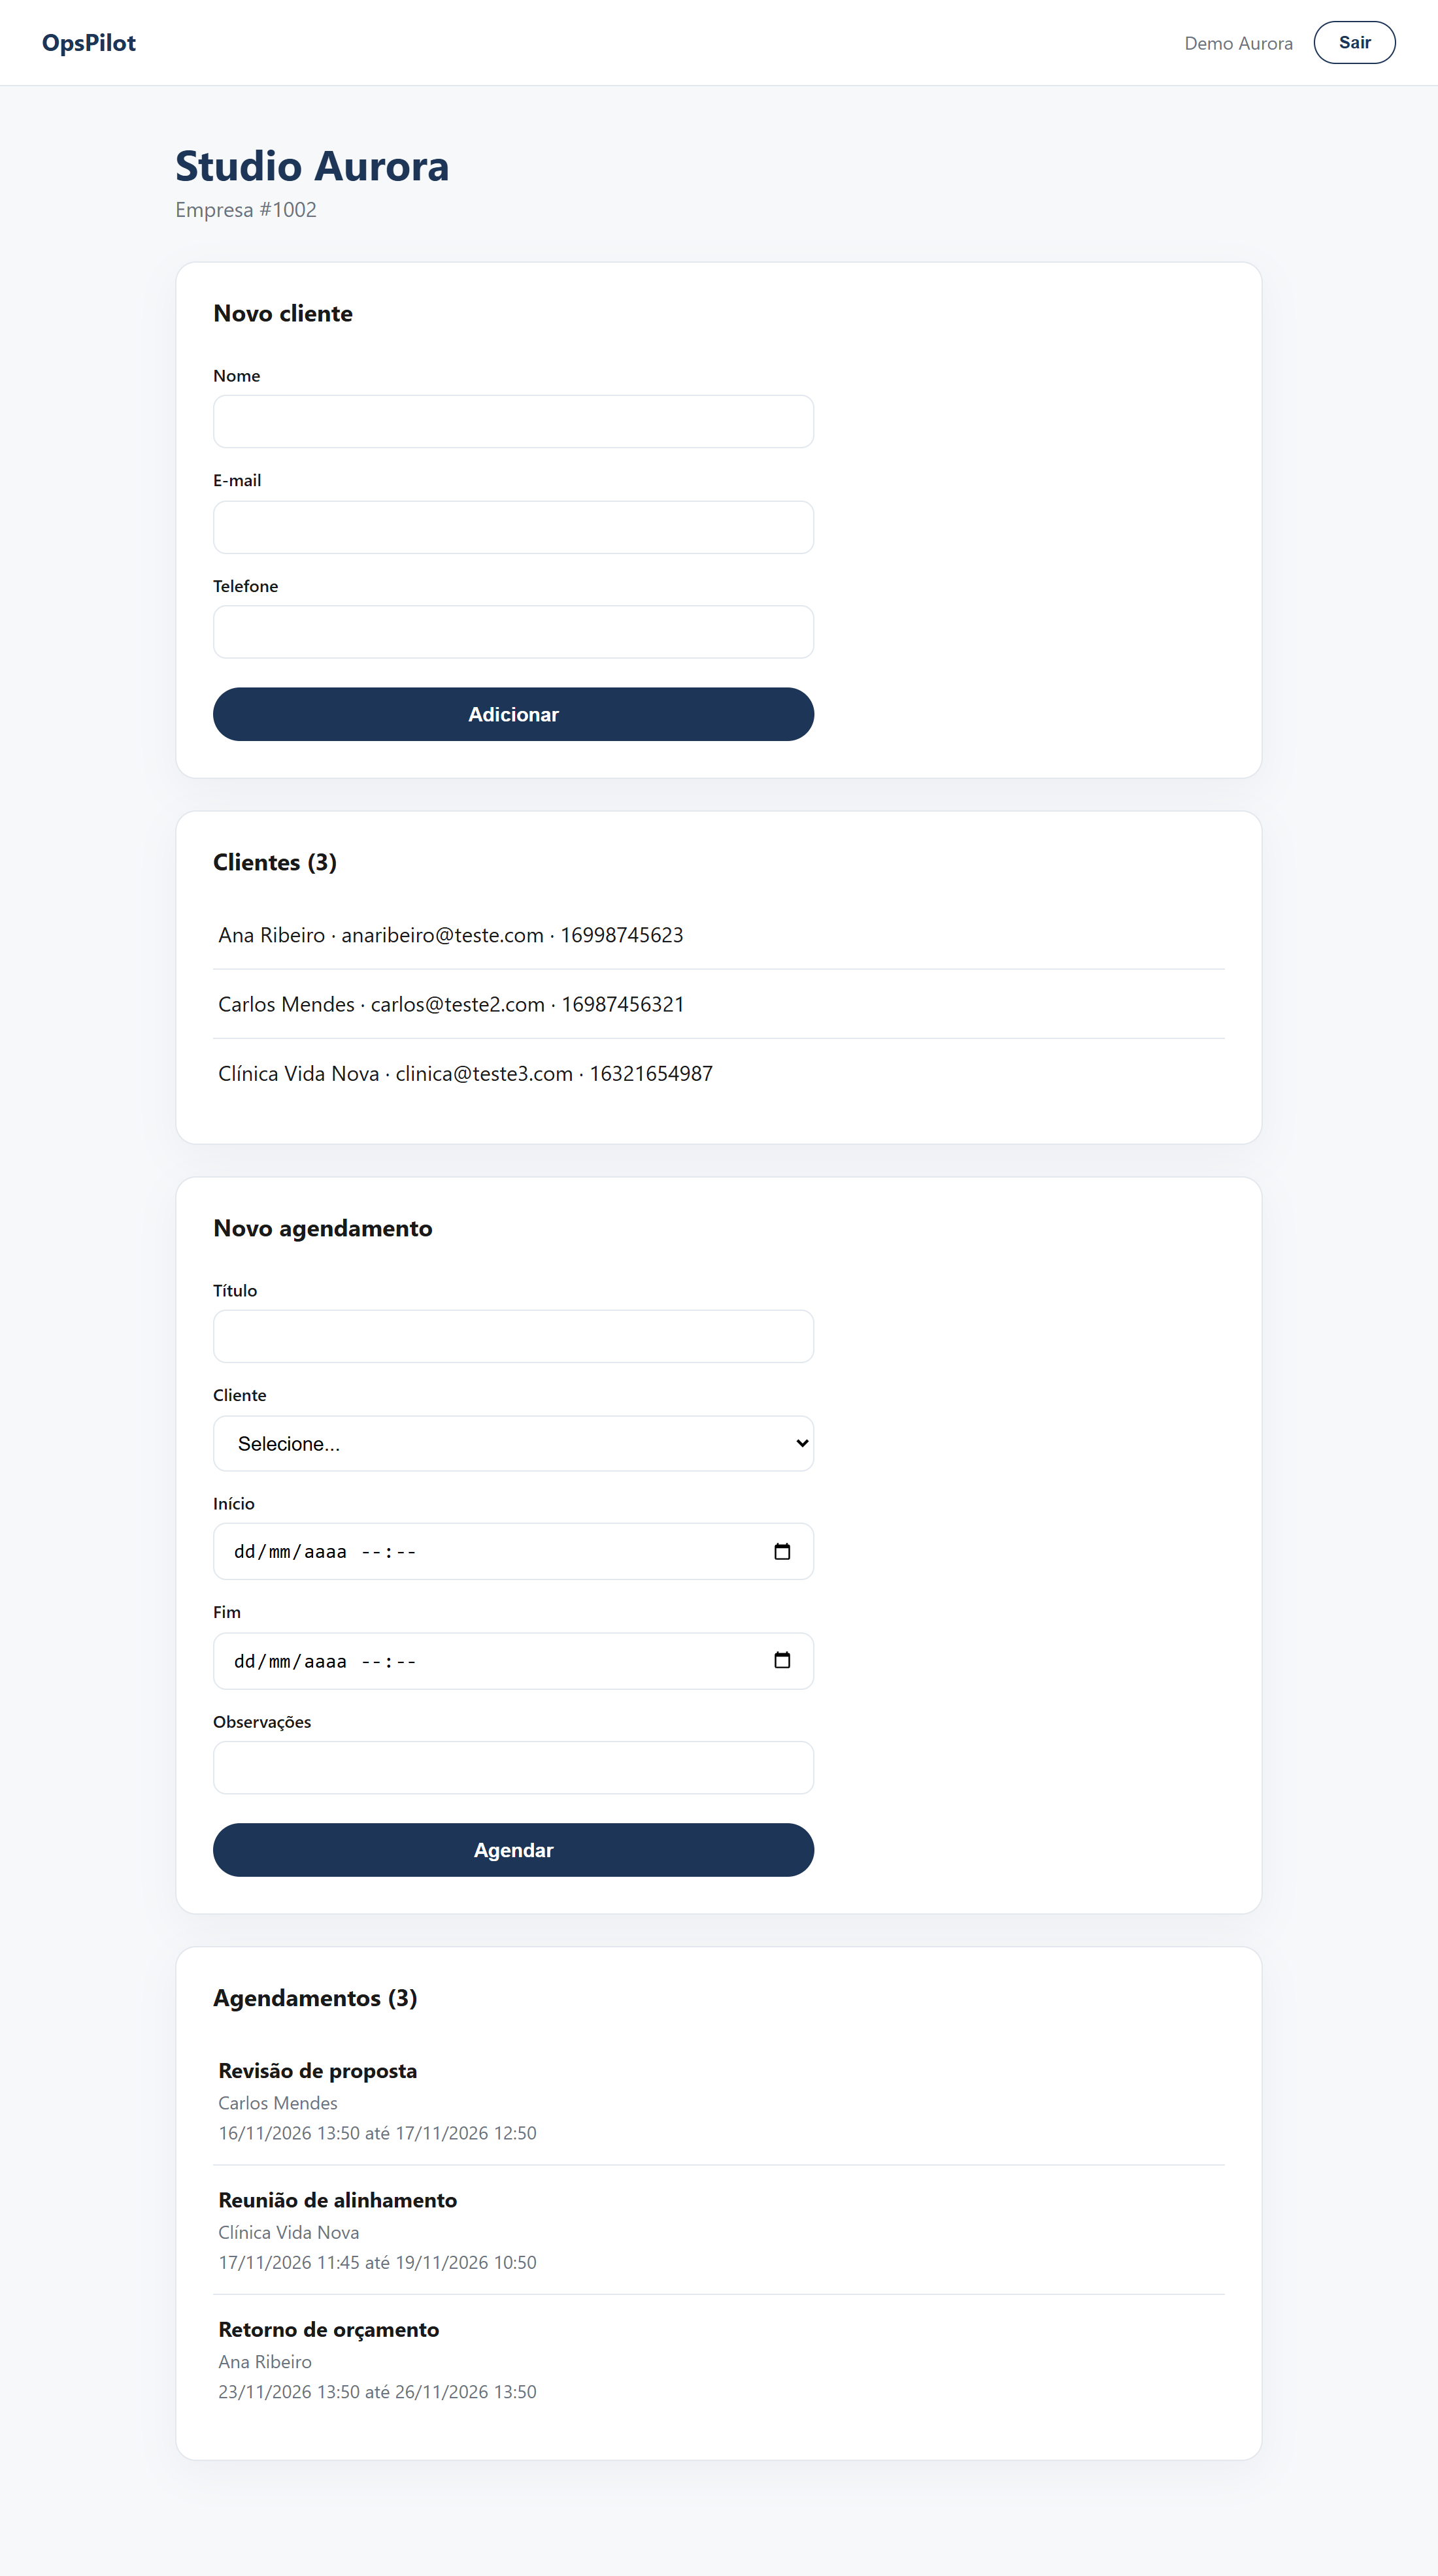 OpsPilot
Demo Aurora
Sair
Studio Aurora
Empresa #1002
Novo cliente
Nome
E-mail
Telefone
Adicionar
Clientes (3)
Ana Ribeiro · anaribeiro@teste.com · 16998745623
Carlos Mendes · carlos@teste2.com · 16987456321
Clínica Vida Nova · clinica@teste3.com · 16321654987
Novo agendamento
Título
Cliente
Selecione...
Início
dd/mm/aaaa --:--
Fim
dd/mm/aaaa --:--
Observações
Agendar
Agendamentos (3)
Revisão de proposta
Carlos Mendes
16/11/2026 13:50 até 17/11/2026 12:50
Reunião de alinhamento
Clínica Vida Nova
17/11/2026 11:45 até 19/11/2026 10:50
Retorno de orçamento
Ana Ribeiro
23/11/2026 13:50 até 26/11/2026 13:50